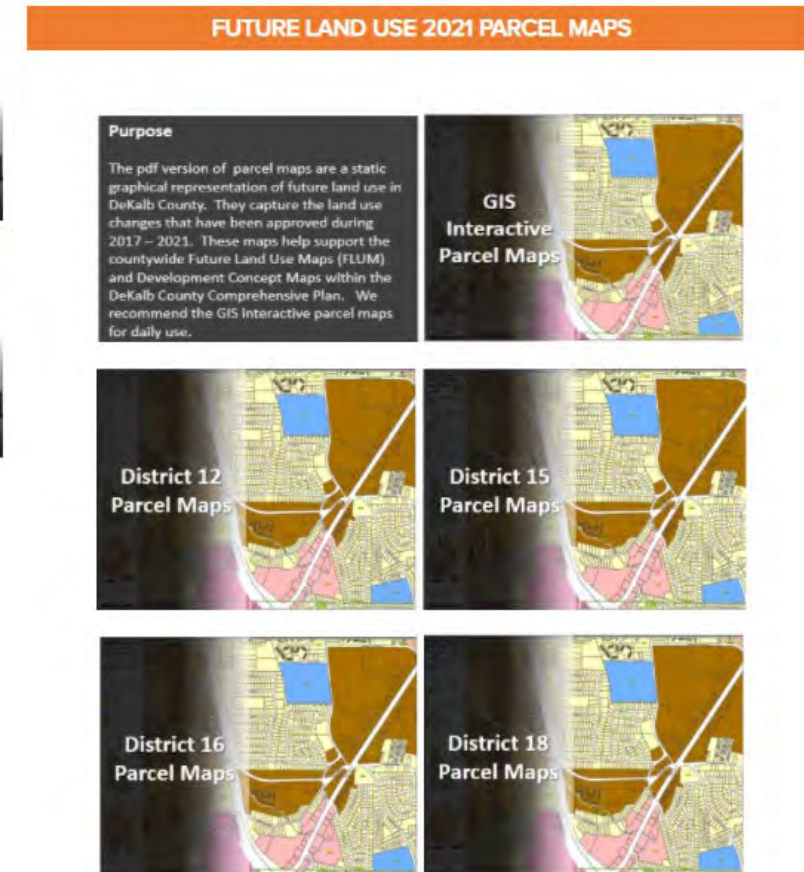 FUTURE LAND USE 2021 PARCEL MAPS
Purpose
The pdf version of parcel maps are a static
graphical representation of future land use in
DeKalb County. They capture the land use
changes that have been approved during
2017 – 2021. These maps help support the
countywide Future Land Use Maps (FLUM)
and Development Concept Maps within the
DeKalb County Comprehensive Plan. We
recommend the GIS Interactive parcel maps
for daily use.
GIS
Interactive
Parcel Maps
District 12
Parcel Maps
District 15
Parcel Maps
District 16
Parcel Maps
District 18
Parcel Maps